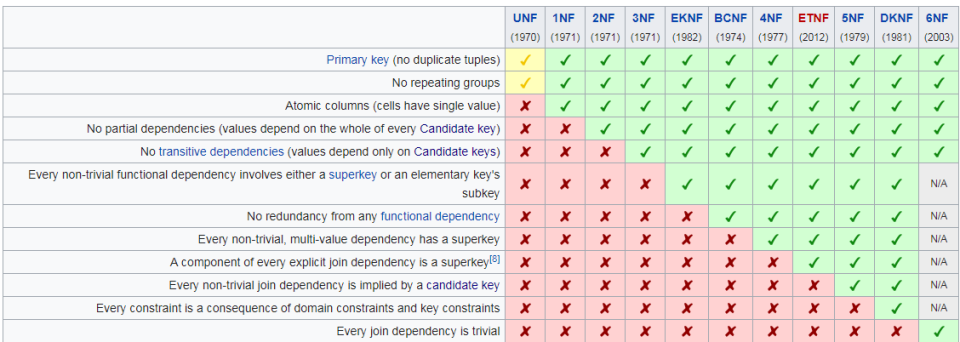 UNF 1NF 2NF 3NF EKNF BCNF 4NF ETNF 5NF DKNF 6NF
(1970) (1971) (1971) (1971) (1982) (1974) (1977) (2012) (1979) (1981) (2003)
Primary key (no duplicate tuples) ✓ ✓ ✓ ✓ ✓ ✓ ✓ ✓ ✓ ✓ ✓
No repeating groups ✓ ✓ ✓ ✓ ✓ ✓ ✓ ✓ ✓ ✓ ✓
Atomic columns (cells have single value) ✗ ✓ ✓ ✓ ✓ ✓ ✓ ✓ ✓ ✓ ✓
No partial dependencies (values depend on the whole of every Candidate key) ✗ ✗ ✓ ✓ ✓ ✓ ✓ ✓ ✓ ✓ ✓
No transitive dependencies (values depend only on Candidate keys) ✗ ✗ ✗ ✓ ✓ ✓ ✓ ✓ ✓ ✓ ✓
Every non-trivial functional dependency involves either a superkey or an elementary key's
subkey ✗ ✗ ✗ ✗ ✓ ✓ ✓ ✓ ✓ ✓ N/A
No redundancy from any functional dependency ✗ ✗ ✗ ✗ ✗ ✓ ✓ ✓ ✓ ✓ N/A
Every non-trivial, multi-value dependency has a superkey ✗ ✗ ✗ ✗ ✗ ✗ ✓ ✓ ✓ ✓ N/A
A component of every explicit join dependency is a superkey[8] ✗ ✗ ✗ ✗ ✗ ✗ ✗ ✓ ✓ ✓ N/A
Every non-trivial join dependency is implied by a candidate key ✗ ✗ ✗ ✗ ✗ ✗ ✗ ✗ ✓ ✓ N/A
Every constraint is a consequence of domain constraints and key constraints ✗ ✗ ✗ ✗ ✗ ✗ ✗ ✗ ✗ ✓ N/A
Every join dependency is trivial ✗ ✗ ✗ ✗ ✗ ✗ ✗ ✗ ✗ ✗ ✓